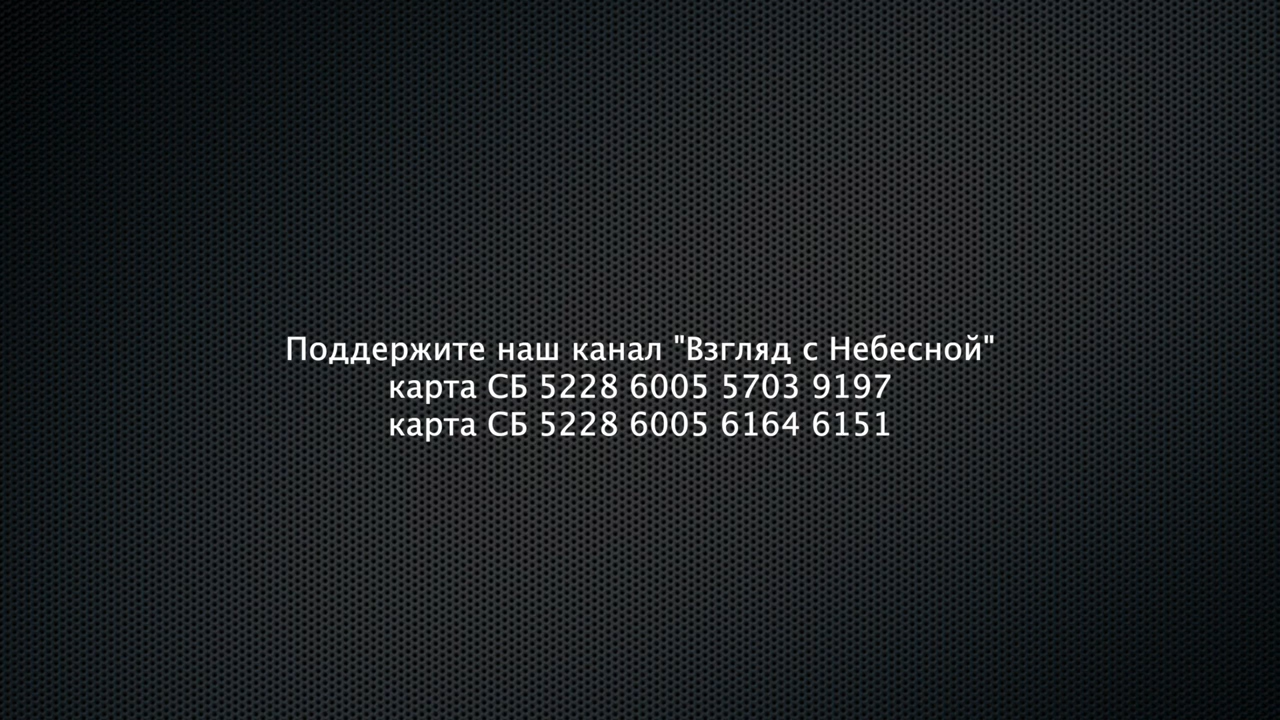 Поддержите наш канал "Взгляд с Небесной"
карта СБ 5228 6005 5703 9197
карта СБ 5228 6005 6164 6151